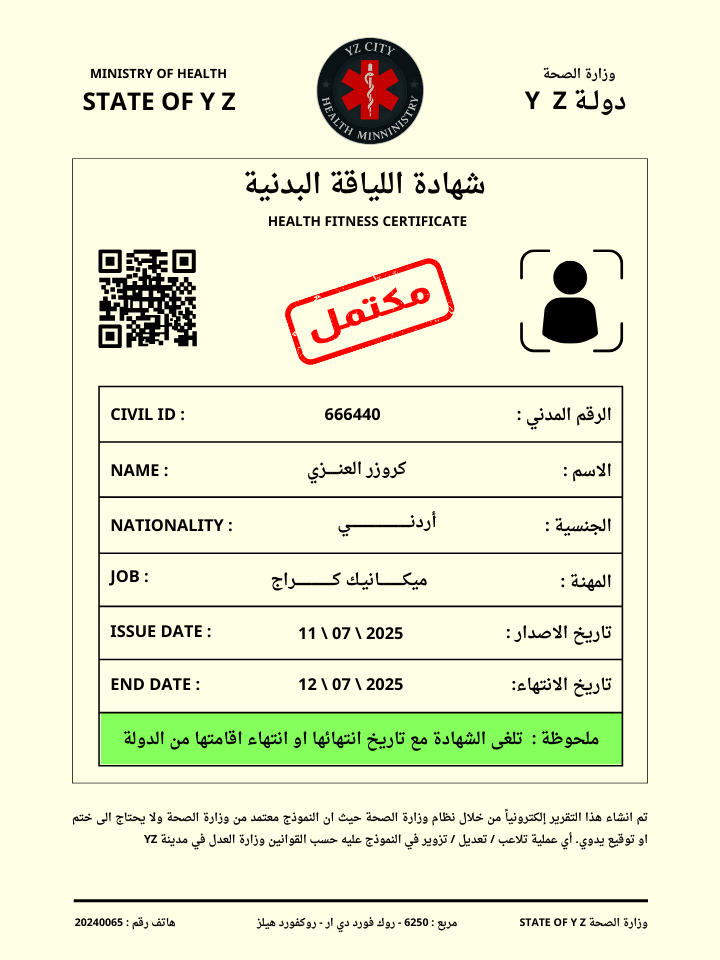 MINISTRY OF HEALTH
STATE OF Y Z
YZ CITY
HEALTH MINNINISTRY
وزارة الصحة
دولـة Y Z
شهادة اللياقة البدنية
HEALTH FITNESS CERTIFICATE
مكتمل
CIVIL ID : 666440 الرقم المدني :
NAME : كروزر العنـــزي الاسم :
NATIONALITY : أردنــــــــــــي الجنسية :
JOB : ميكـــــانيك كــــــــراج المهنة :
ISSUE DATE : 11 \ 07 \ 2025 تاريخ الاصدار :
END DATE : 12 \ 07 \ 2025 تاريخ الانتهاء:
ملحوظة : تلغى الشهادة مع تاريخ انتهائها او انتهاء اقامتها من الدولة
تم انشاء هذا التقرير إلكترونياً من خلال نظام وزارة الصحة حيث ان النموذج معتمد من وزارة الصحة ولا يحتاج الى ختم
او توقيع يدوي. أي عملية تلاعب / تعديل / تزوير في النموذج عليه حسب القوانين وزارة العدل في مدينة YZ
وزارة الصحة STATE OF Y Z
مربع : 6250 - روك فورد دي ار - روكفورد هيلز
هاتف رقم : 20240065